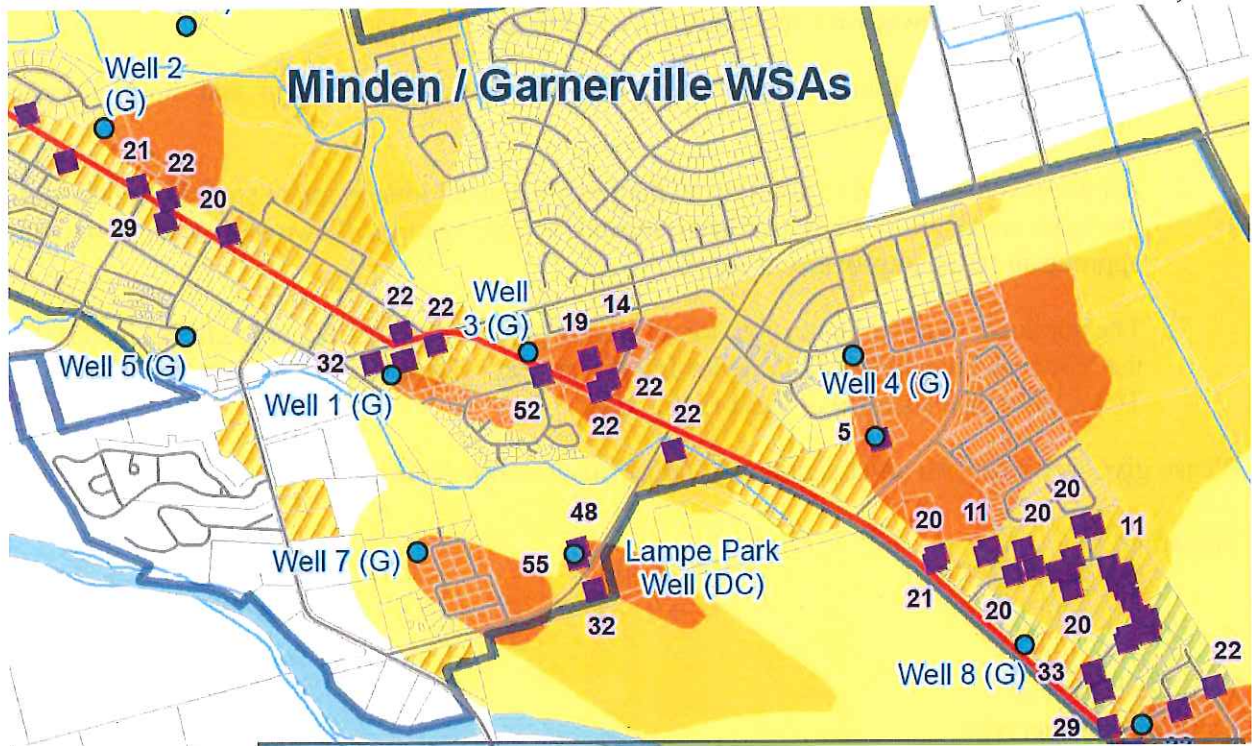 Minden / Garnerville WSAs
Well 2
(G)
21
22
20
29
22
22
Well
3 (G)
19
14
32
Well 5 (G)
Well 1 (G)
52
22
22
22
Well 4 (G)
5
48
55
Well 7 (G)
Lampe Park
Well (DC)
32
20
11
20
20
11
21
20
20
Well 8 (G)
33
22
29